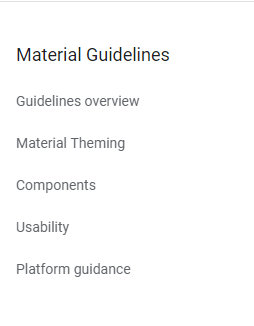 Material Guidelines
Guidelines overview
Material Theming
Components
Usability
Platform guidance